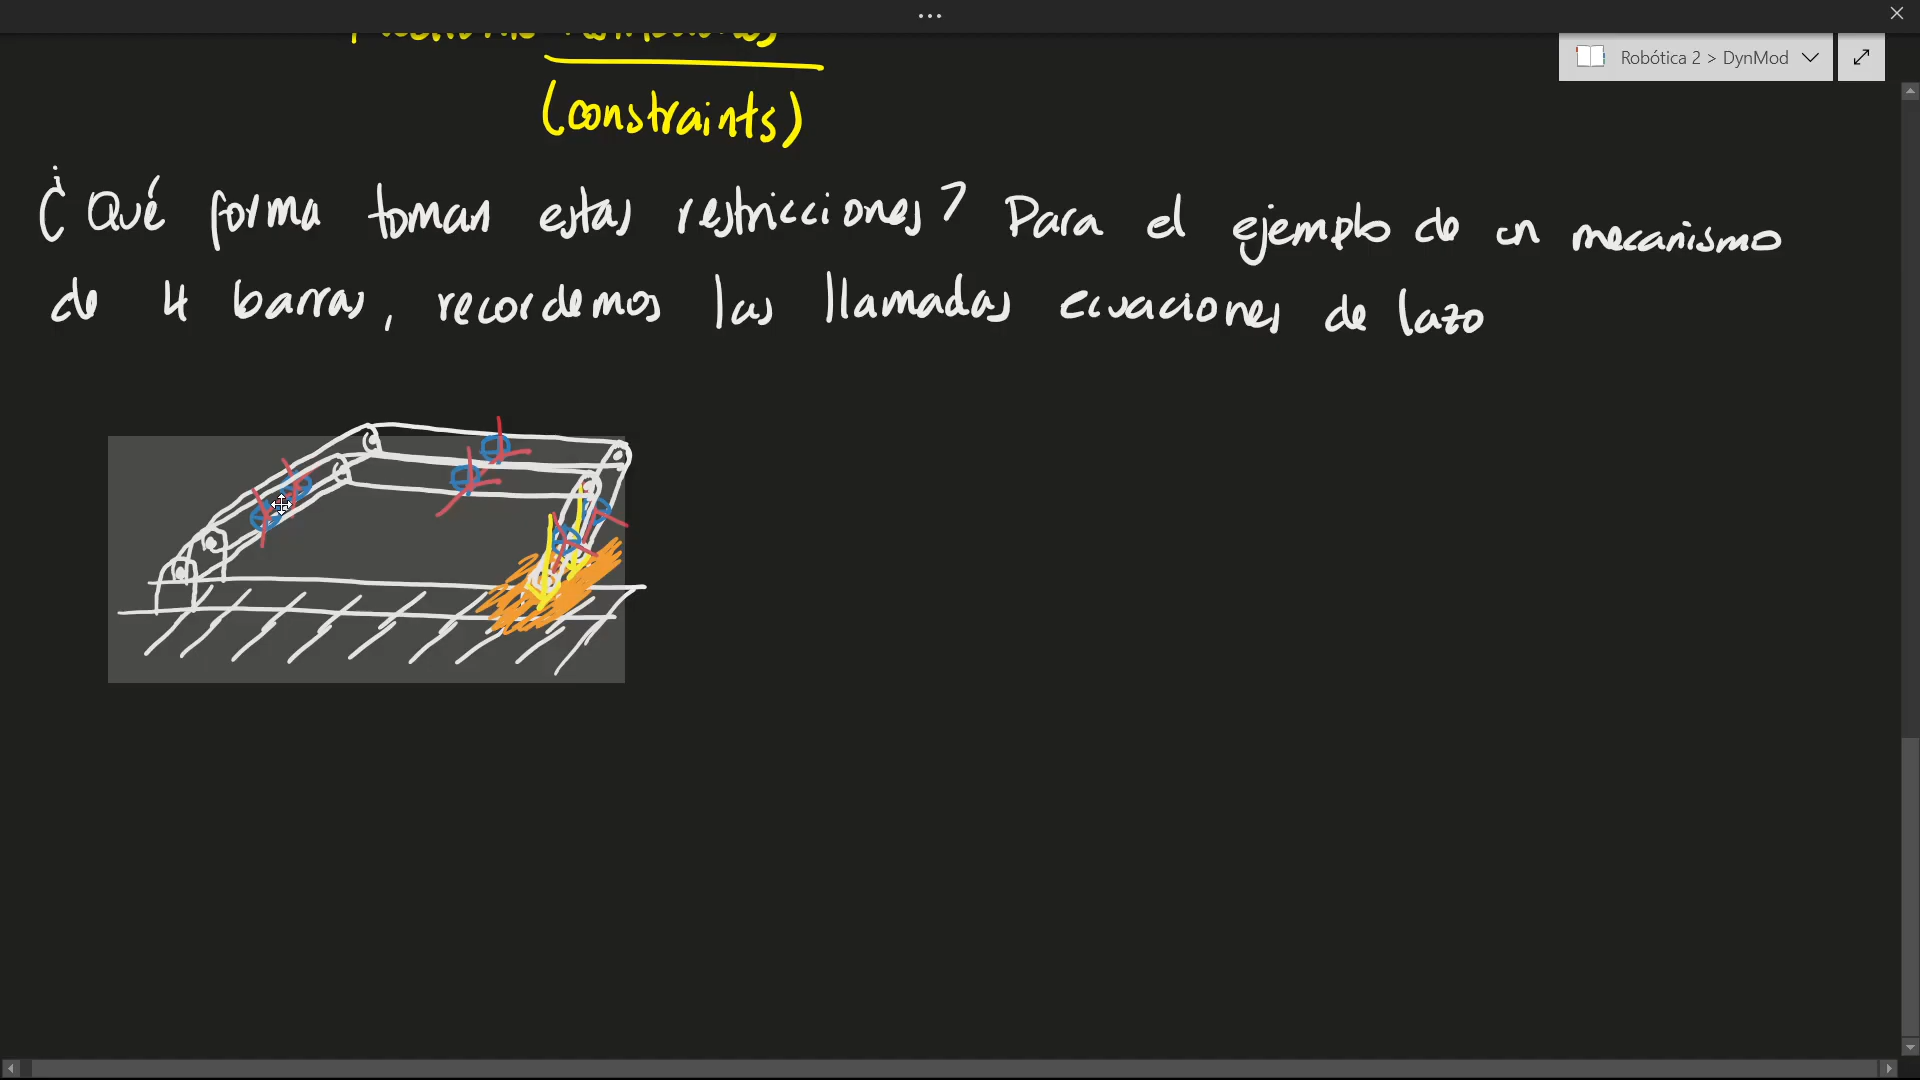 Robótica 2 > DynMod
(constraints)
¿Qué forma toman estas restricciones? Para el ejemplo de un mecanismo
de 4 barras, recordemos las llamadas ecuaciones de lazo